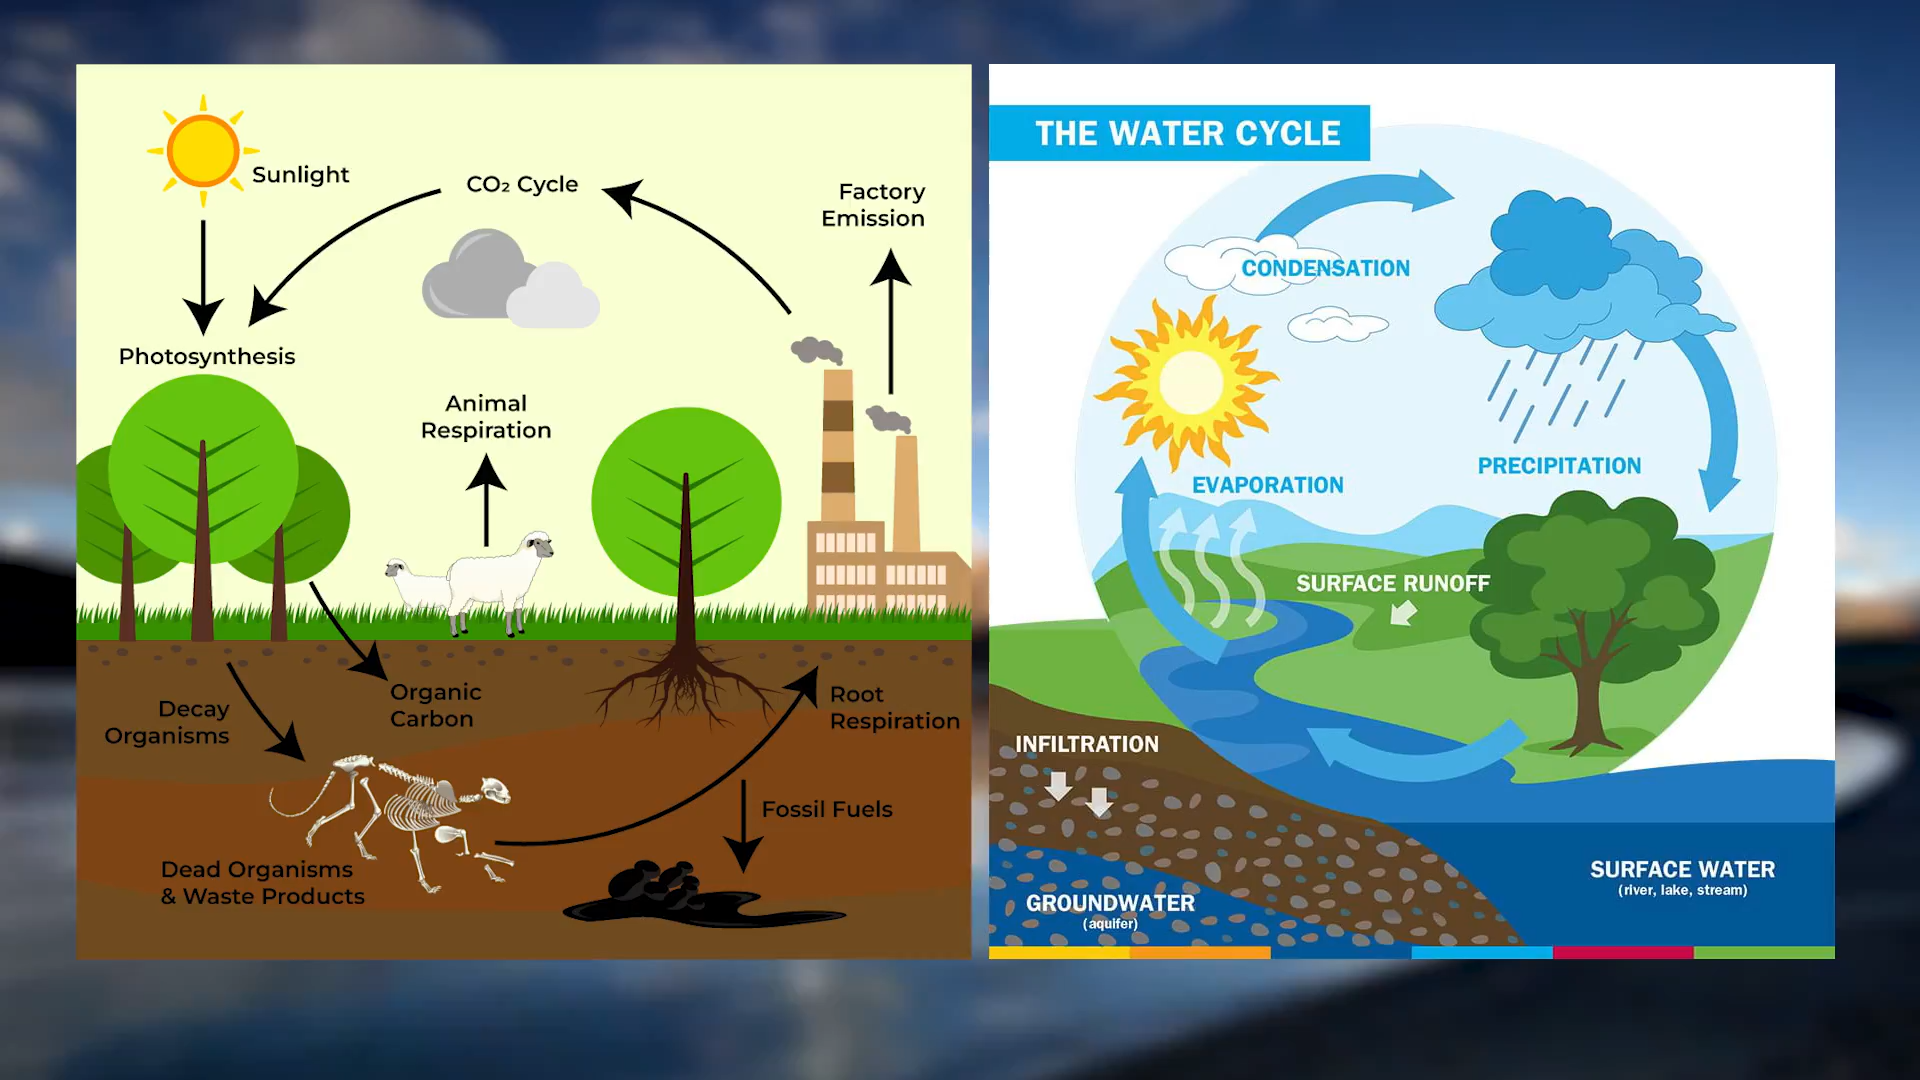 Sunlight
CO₂ Cycle
Factory
Emission
Photosynthesis
Animal
Respiration
Organic
Carbon
Decay
Organisms
Root
Respiration
Fossil Fuels
Dead Organisms
& Waste Products
THE WATER CYCLE
CONDENSATION
PRECIPITATION
EVAPORATION
SURFACE RUNOFF
INFILTRATION
SURFACE WATER
(river, lake, stream)
GROUNDWATER
(aquifer)